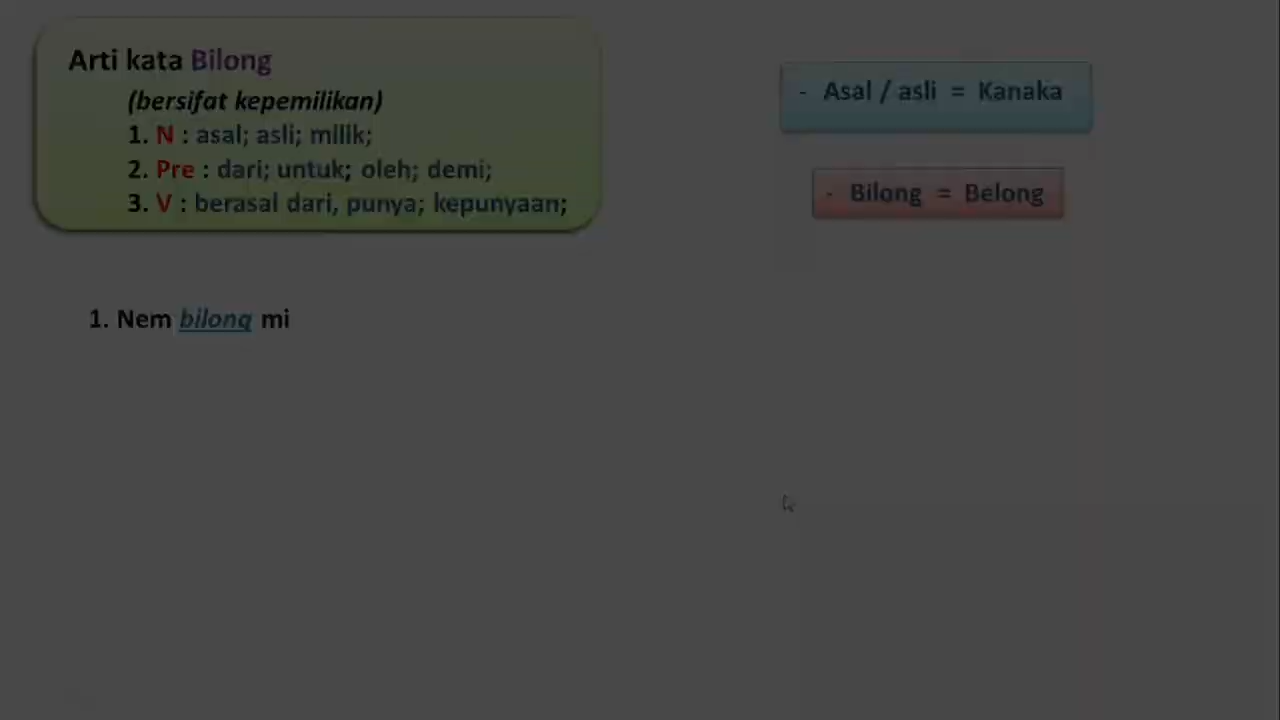 Arti kata Bilong
(bersifat kepemilikan)
1. N : asal; asli; milik;
2. Pre : dari; untuk; oleh; demi;
3. V : berasal dari, punya; kepunyaan;
- Asal / asli = Kanaka
- Bilong = Belong
1. Nem bilong mi